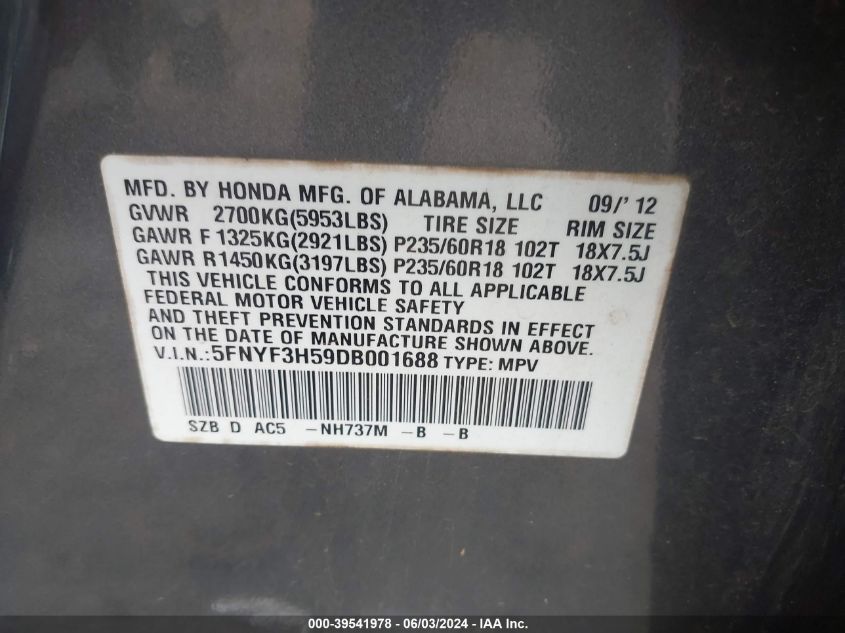 MFD. BY HONDA MFG. OF ALABAMA, LLC 09/' 12
GVWR 2700KG(5953LBS) TIRE SIZE RIM SIZE
GAWR F 1325KG(2921LBS) P235/60R18 102T 18X7.5J
GAWR R1450KG(3197LBS) P235/60R18 102T 18X7.5J
THIS VEHICLE CONFORMS TO ALL APPLICABLE
FEDERAL MOTOR VEHICLE SAFETY
AND THEFT PREVENTION STANDARDS IN EFFECT
ON THE DATE OF MANUFACTURE SHOWN ABOVE.
V.I.N.:5FNYF3H59DB001688 TYPE: MPV
SZB D AC5 -NH737M -B -B
000-39541978 / 06/03/2024 - IAA Inc.